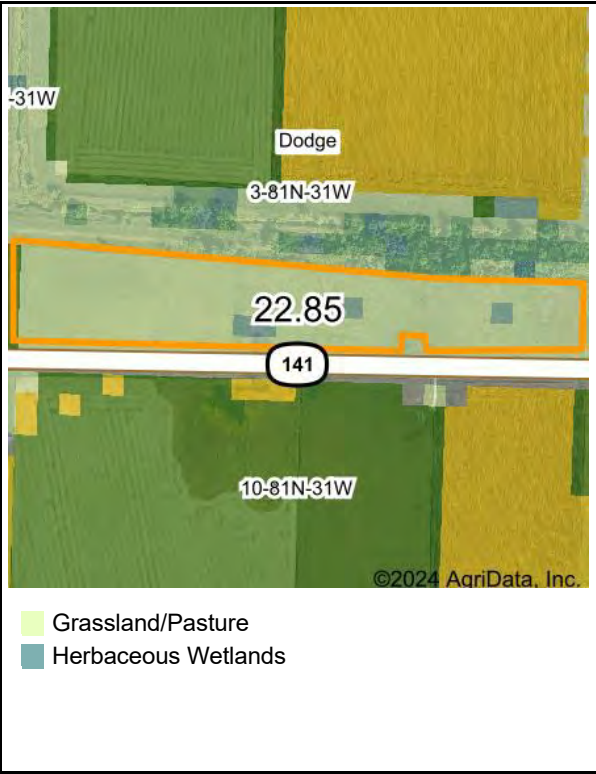 -31W
Dodge
3-81N-31W
22.85
141
10-81N-31W
©2024 AgriData, Inc.
Grassland/Pasture
Herbaceous Wetlands